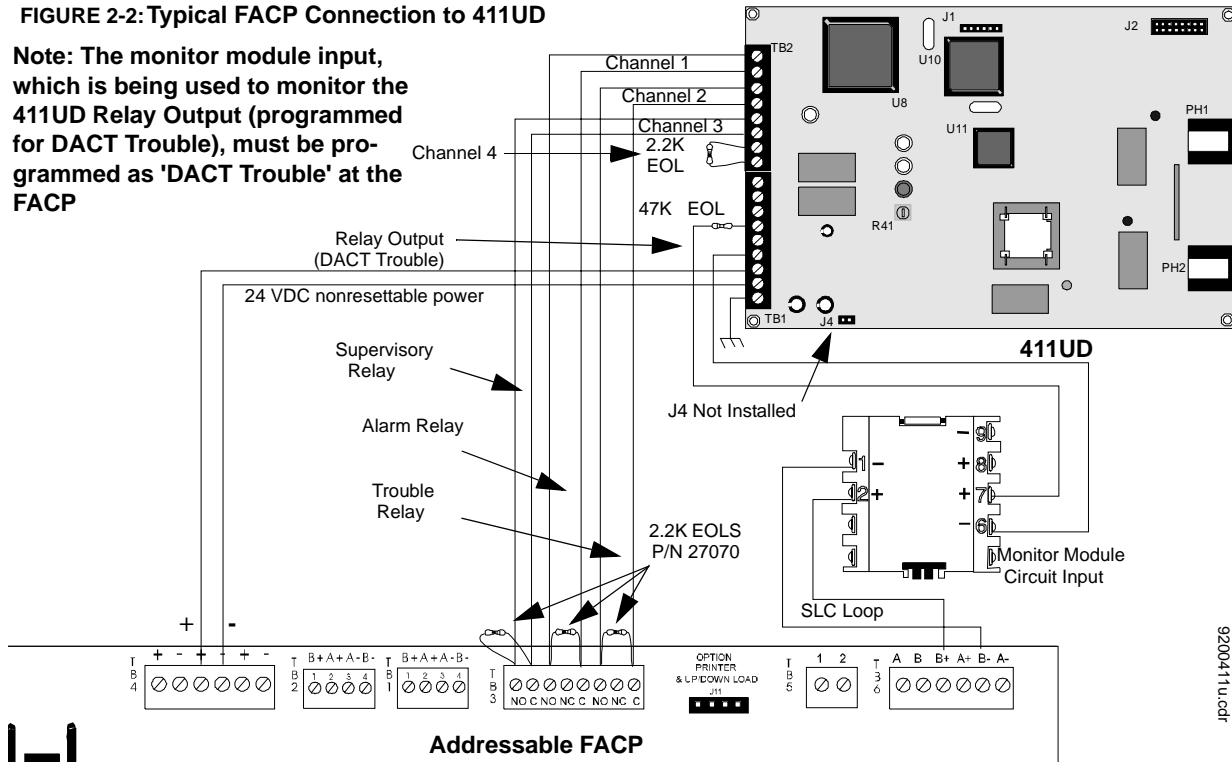 FIGURE 2-2: Typical FACP Connection to 411UD
Note: The monitor module input,
which is being used to monitor the
411UD Relay Output (programmed
for DACT Trouble), must be pro-
grammed as 'DACT Trouble' at the
FACP
TB2
J1
J2
U10
U8
U11
PH1
PH2
R41
TB1
J4
Channel 1
Channel 2
Channel 3
Channel 4
2.2K
EOL
47K EOL
Relay Output
(DACT Trouble)
24 VDC nonresettable power
411UD
J4 Not Installed
Supervisory
Relay
Alarm Relay
Trouble
Relay
2.2K EOLS
P/N 27070
1 -
2 +
- 9
+ 8
+ 7
- 6
Monitor Module
Circuit Input
SLC Loop
+ -
TB4
+ - + - + -
TB2
B+ A+ A- B-
1 2 3 4
TB1
B+ A+ A- B-
1 2 3 4
TB3
NO C NO NC C NO NC C
OPTION
PRINTER
& UP/DOWN LOAD
J11
TB5
1 2
TB6
A B B+ A+ B- A-
Addressable FACP
9200411u.cdr